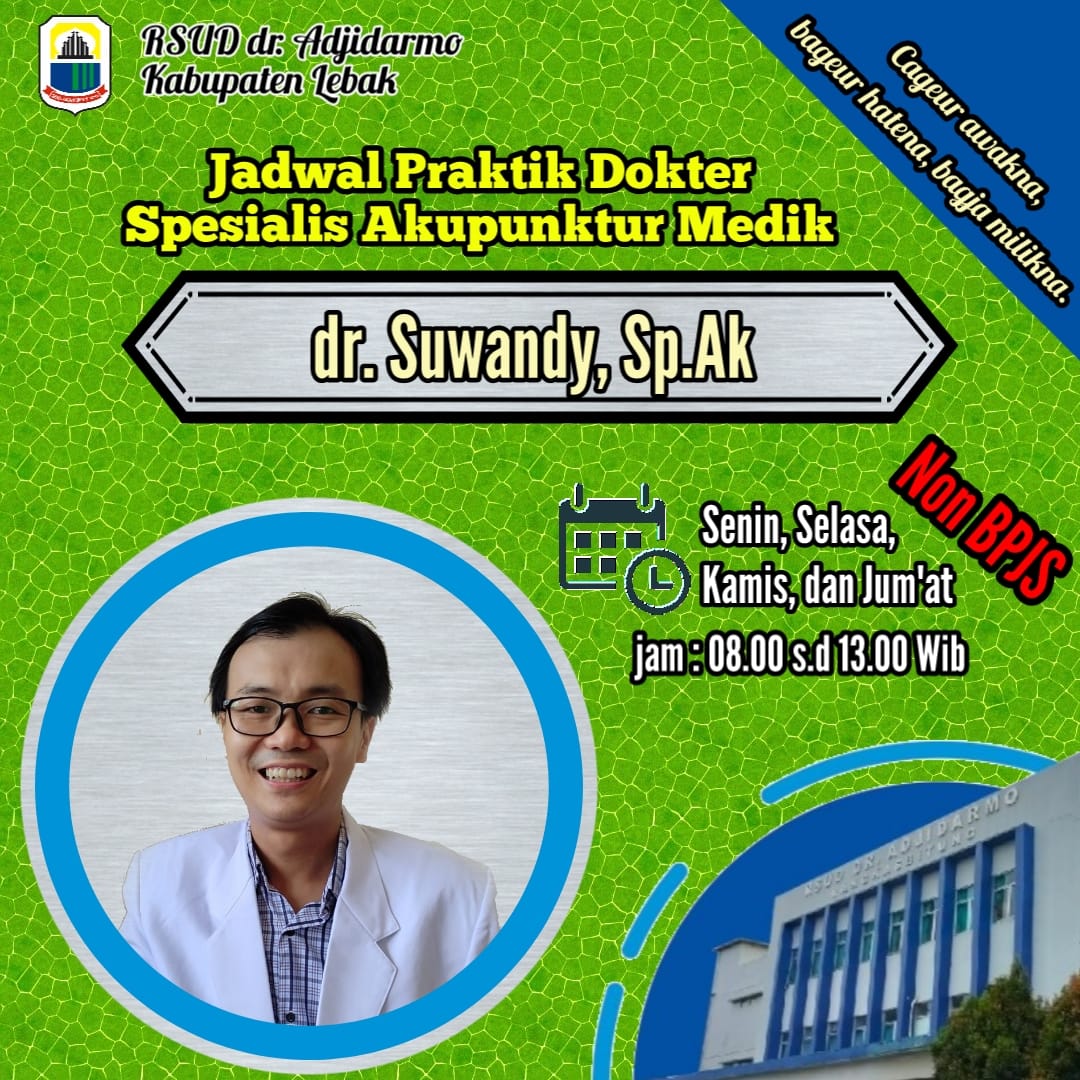 RSUD dr. Adjidarmo
Kabupaten Lebak
Cageur awakna,
bageur hatena, bagja milikna.
Jadwal Praktik Dokter
Spesialis Akupunktur Medik
dr. Suwandy, Sp.Ak
Non BPJS
Senin, Selasa,
Kamis, dan Jum'at
jam : 08.00 s.d 13.00 Wib
RSUD DR. ADJIDARMO
RANGKASBITUNG